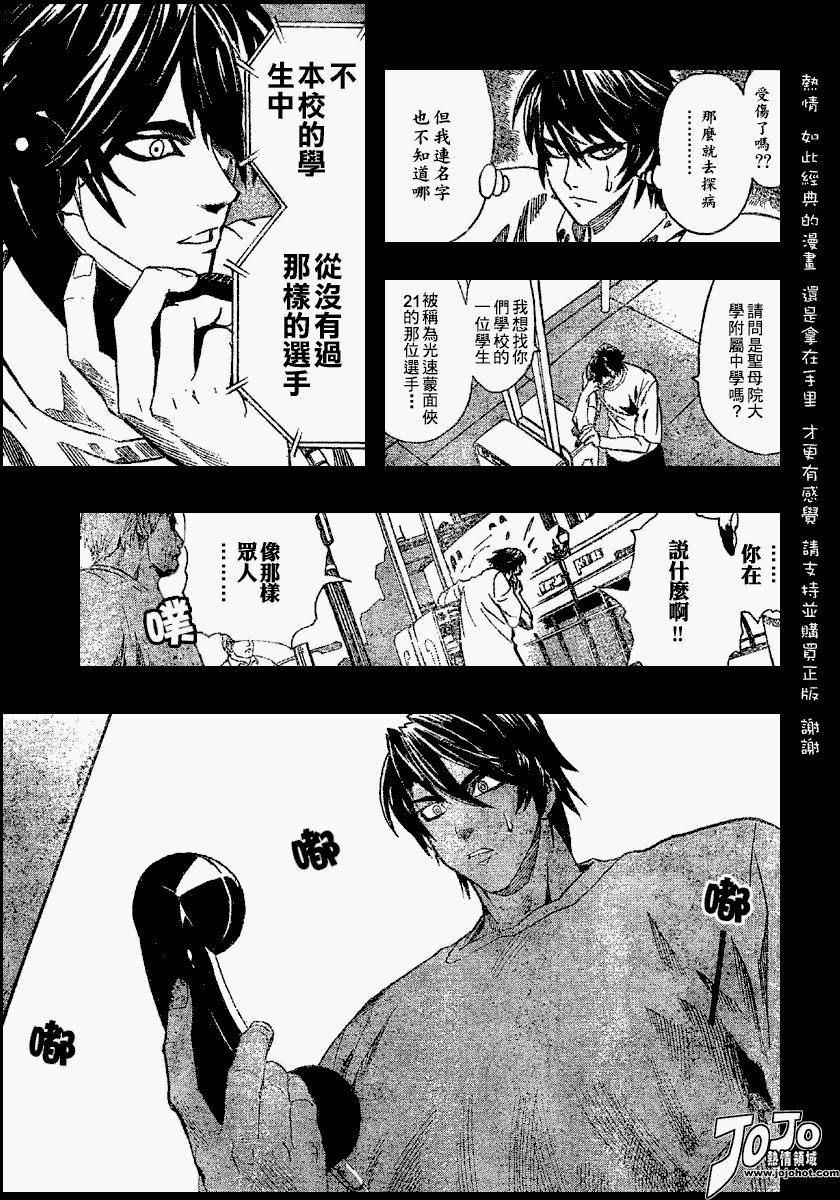 受傷了嗎??
那麼就去探病
………
但我連名字
也不知道哪
請問是聖母院大
學附屬中學嗎?
我想找你
們學校的
一位學生
被稱為光速蒙面俠
21的那位選手…
不
本校的學
生中
從沒有過
那樣的選手
你在
說什麼啊!!
像那樣
………
眾人
噗
嘟
嘟
嘟
熱情 如此經典的漫畫 還是拿在手里 才更有感覺 請支持並購買正版 謝謝
JOJO
熱情領域
www.jojohot.com